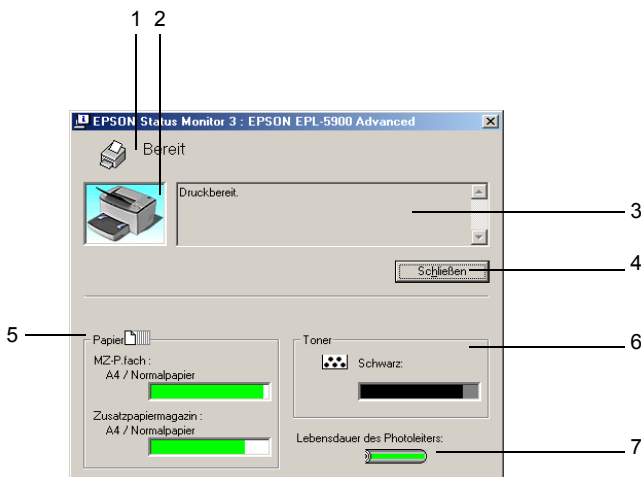 1 2
EPSON Status Monitor 3 : EPSON EPL-5900 Advanced
Bereit
Druckbereit.
3
Schließen
4
5
Papier
MZ-P.fach :
A4 / Normalpapier
Zusatzpapiermagazin :
A4 / Normalpapier
Toner
6
Schwarz:
Lebensdauer des Photoleiters:
7